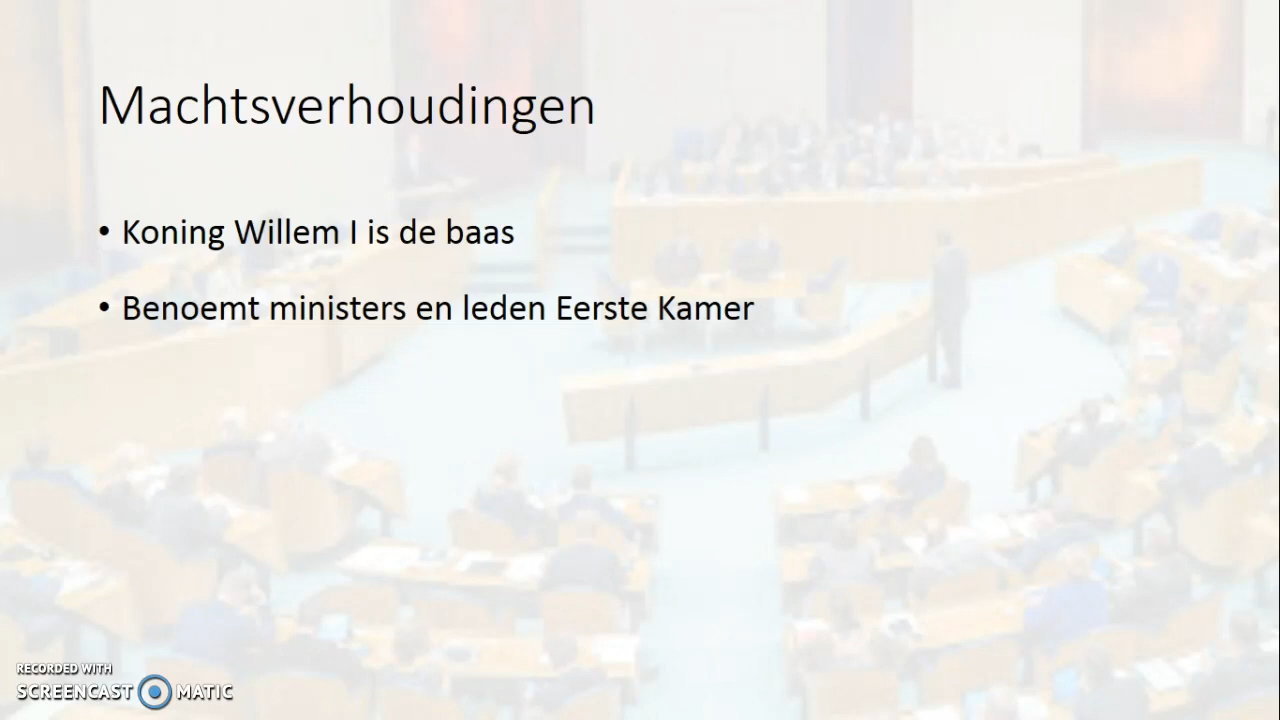 Machtsverhoudingen
• Koning Willem I is de baas
• Benoemt ministers en leden Eerste Kamer
RECORDED WITH
SCREENCAST MATIC